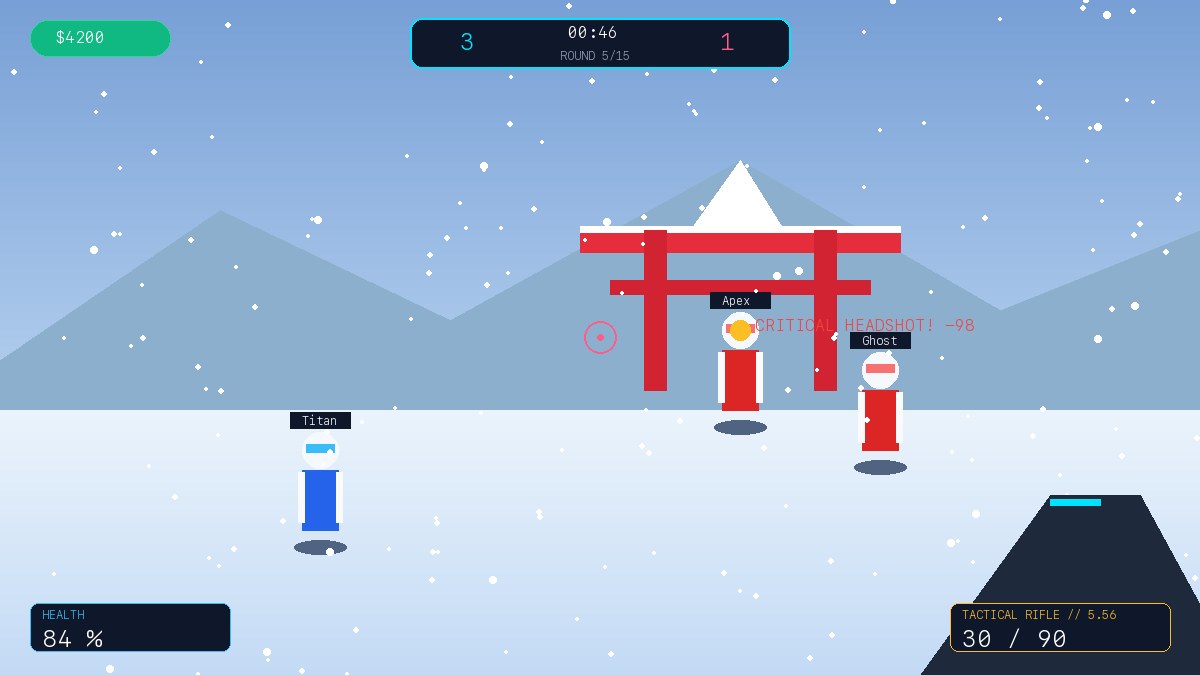 $4200
3
00:46
1
ROUND 5/15
Apex
CRITICAL HEADSHOT! −98
Ghost
Titan
HEALTH
84 %
TACTICAL RIFLE // 5.56
30 / 90